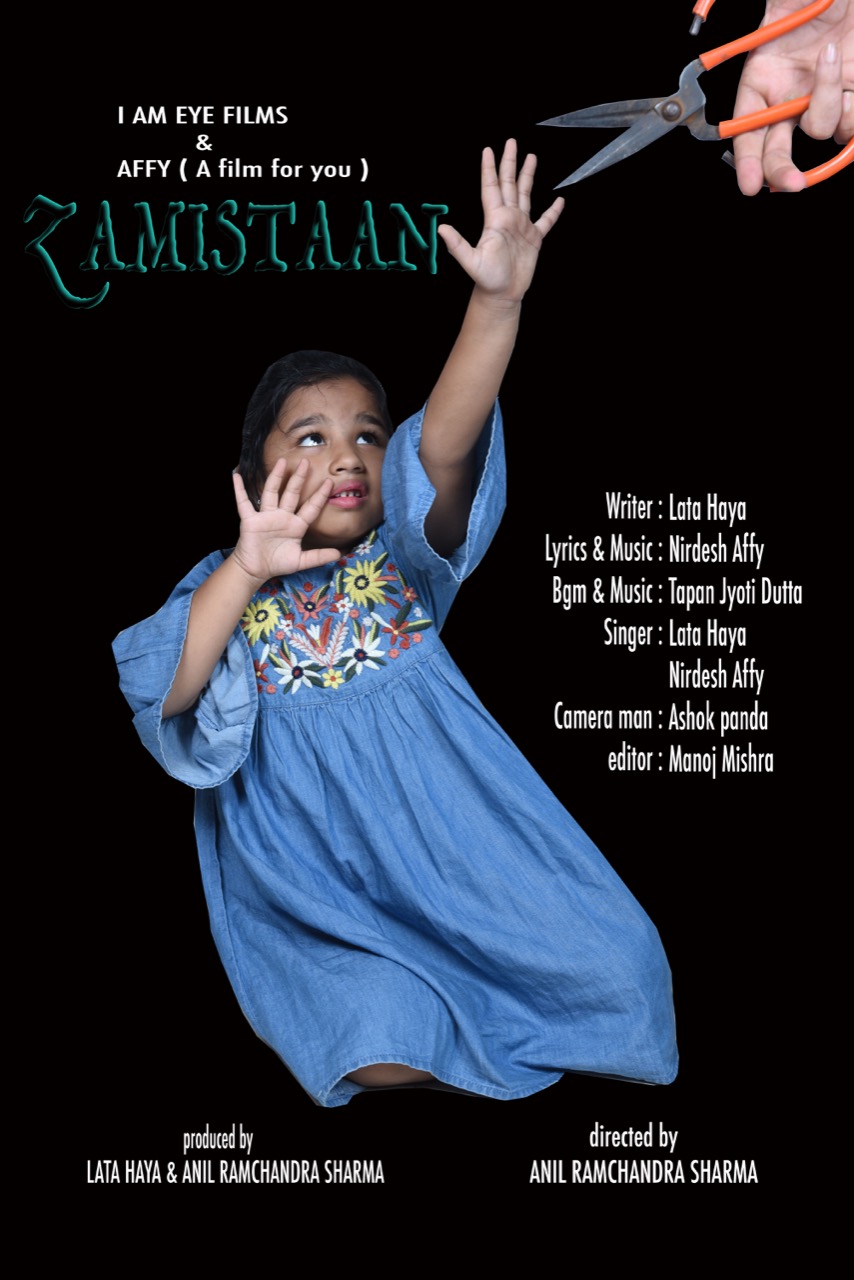 I AM EYE FILMS
&
AFFY ( A film for you )
ZAMISTAAN
Writer : Lata Haya
Lyrics & Music : Nirdesh Affy
Bgm & Music : Tapan Jyoti Dutta
Singer : Lata Haya
Nirdesh Affy
Camera man : Ashok panda
editor : Manoj Mishra
produced by
LATA HAYA & ANIL RAMCHANDRA SHARMA
directed by
ANIL RAMCHANDRA SHARMA